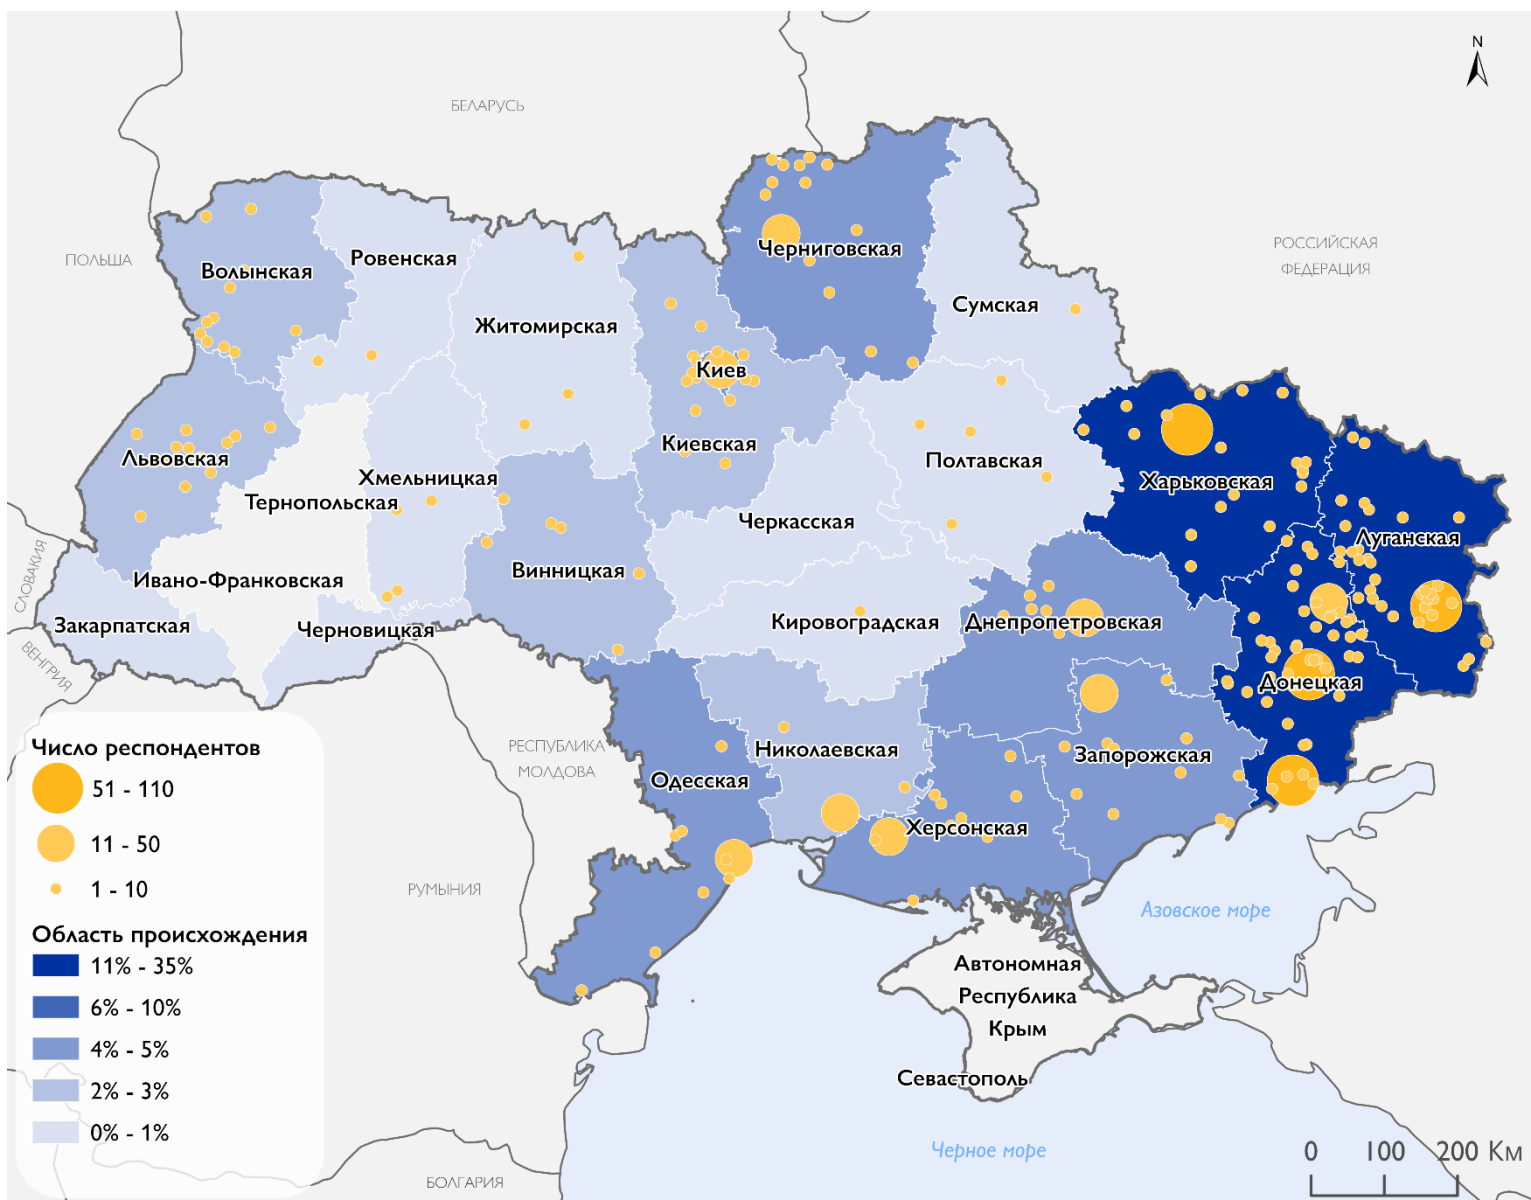 N
БЕЛАРУСЬ
ПОЛЬША
РОССИЙСКАЯ
ФЕДЕРАЦИЯ
Черниговская
Ровенская
Волынская
Сумская
Житомирская
Киев
Киевская
Львовская
Полтавская
Хмельницкая
Харьковская
Тернопольская
Черкасская
Луганская
СЛОВАКИЯ
Винницкая
Ивано-Франковская
Закарпатская
Черновицкая
Кировоградская
Днепропетровская
ВЕНГРИЯ
Донецкая
РЕСПУБЛИКА
МОЛДОВА
Николаевская
Запорожская
Одесская
Херсонская
РУМЫНИЯ
Азовское море
Автономная
Республика
Крым
Севастополь
Черное море
БОЛГАРИЯ
Число респондентов
51 - 110
11 - 50
1 - 10
Область происхождения
11% - 35%
6% - 10%
4% - 5%
2% - 3%
0% - 1%
0 100 200 Км